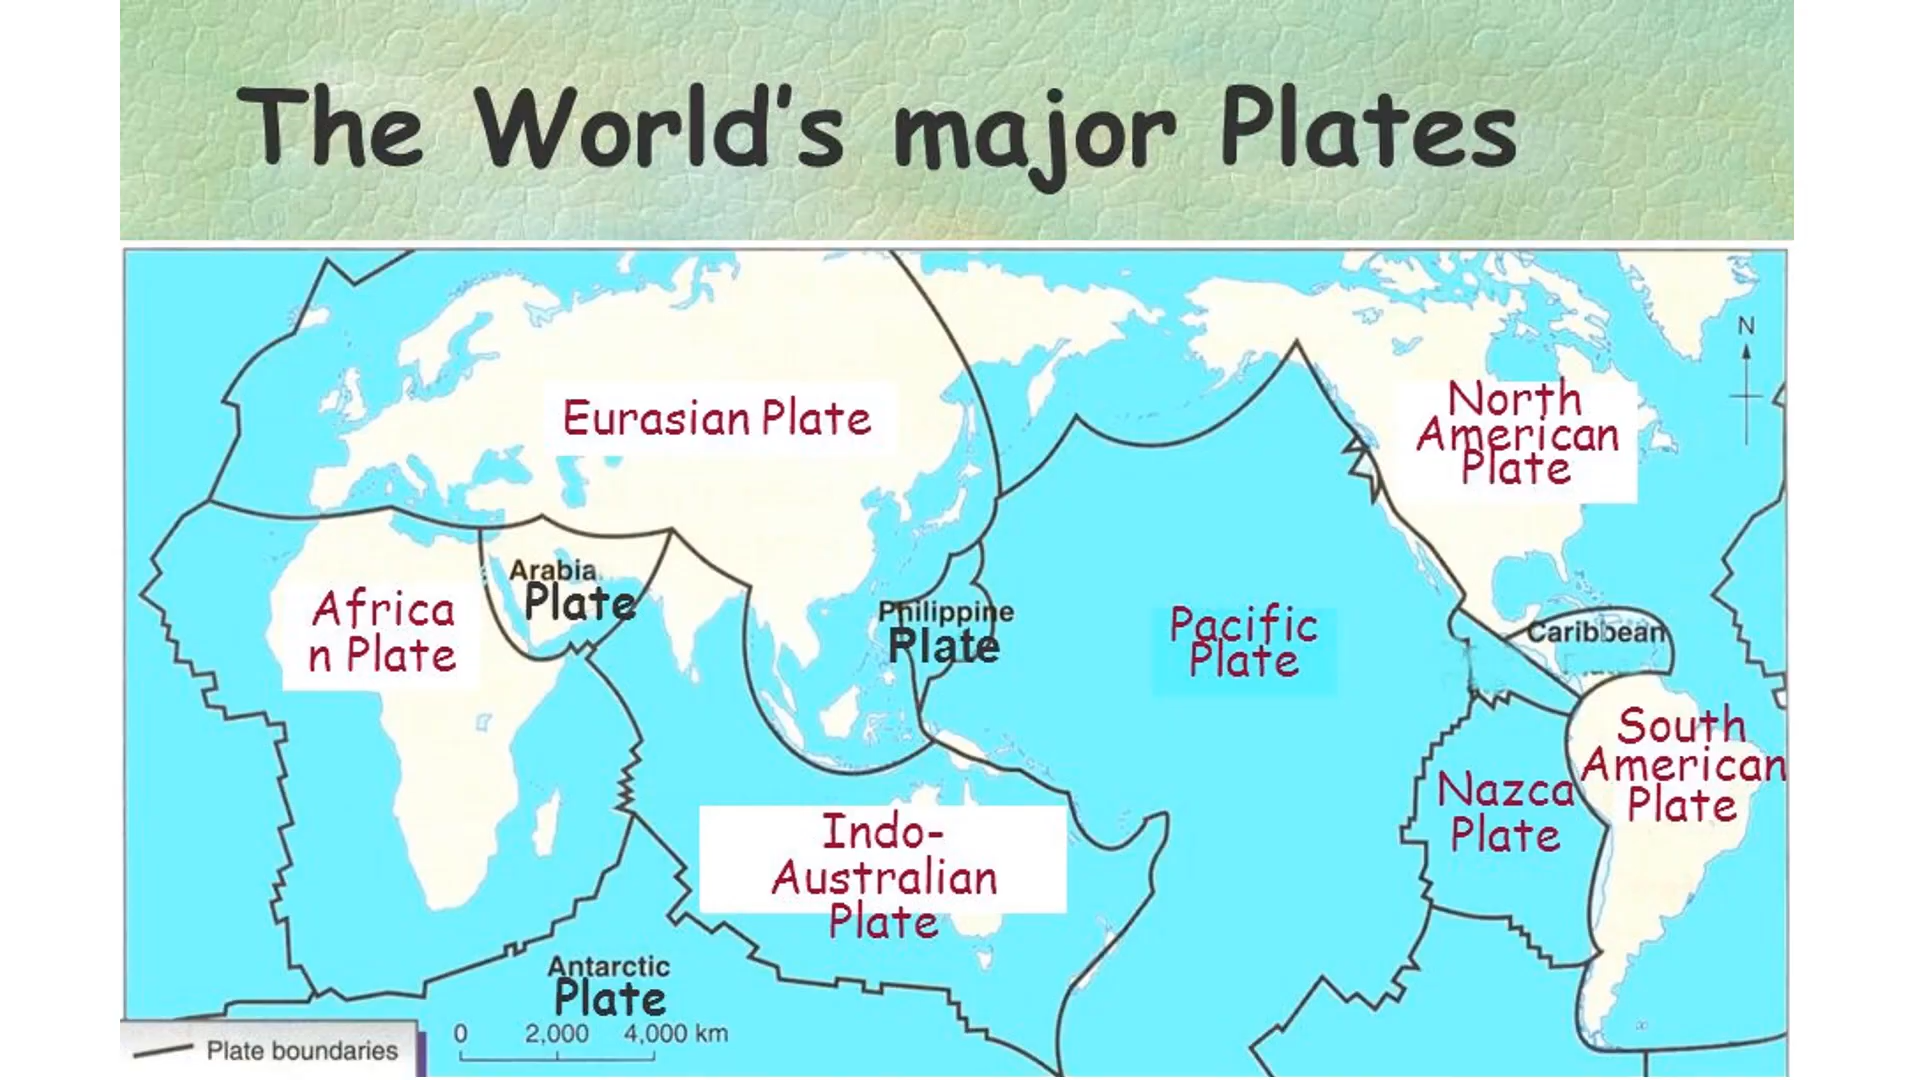 The World's major Plates
N
Eurasian Plate
North
American
Plate
Arabia
Plate
Africa
n Plate
Philippine
Plate
Pacific
Plate
Caribbean
South
American
Plate
Nazca
Plate
Indo-
Australian
Plate
Antarctic
Plate
0 2,000 4,000 km
Plate boundaries